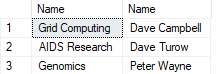 Name Name
1 Grid Computing Dave Campbell
2 AIDS Research Dave Turow
3 Genomics Peter Wayne